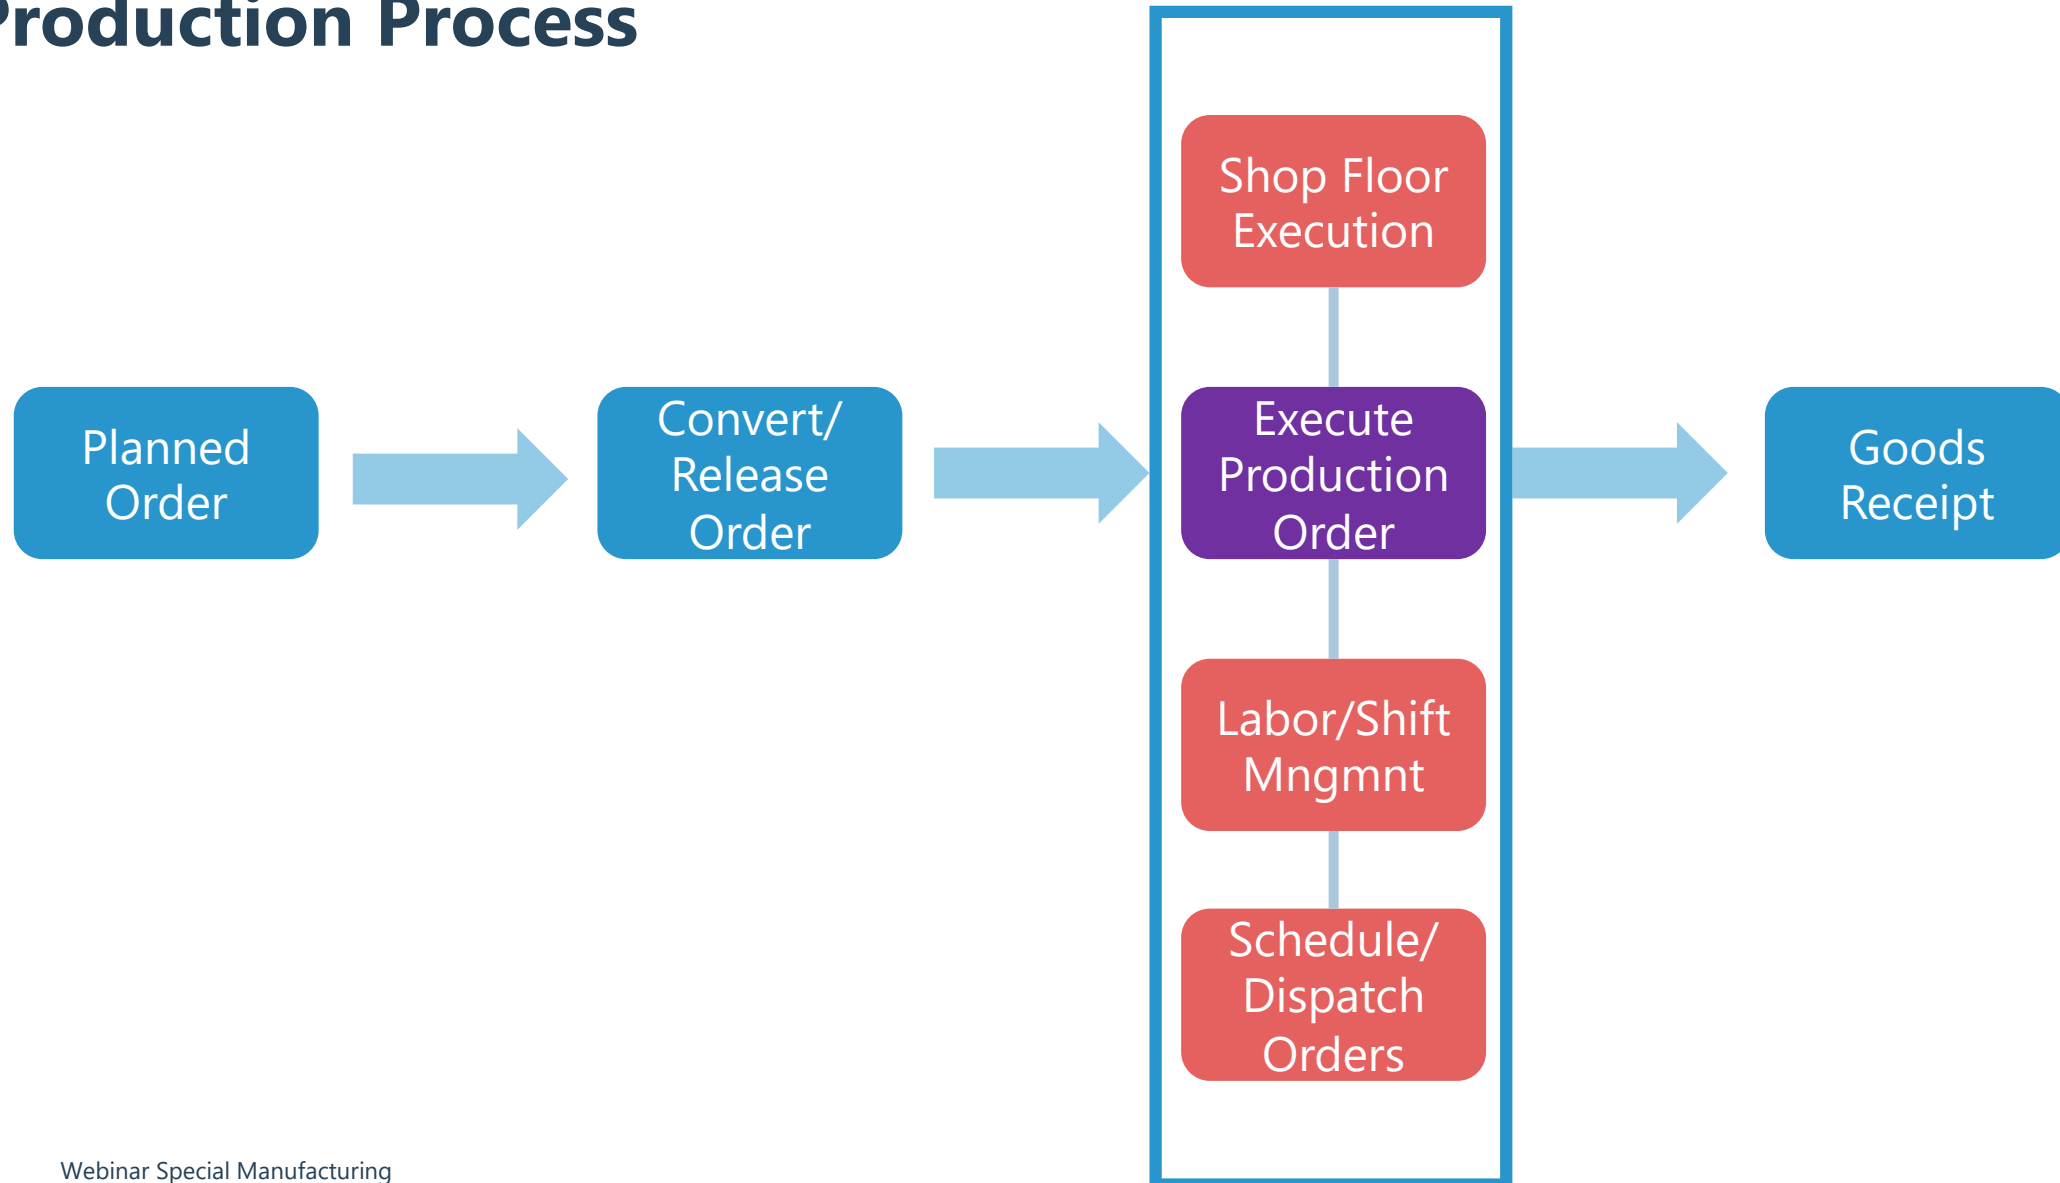 Production Process
Shop Floor
Execution
Planned
Order
Convert/
Release
Order
Execute
Production
Order
Goods
Receipt
Labor/Shift
Mngmnt
Schedule/
Dispatch
Orders
Webinar Special Manufacturing